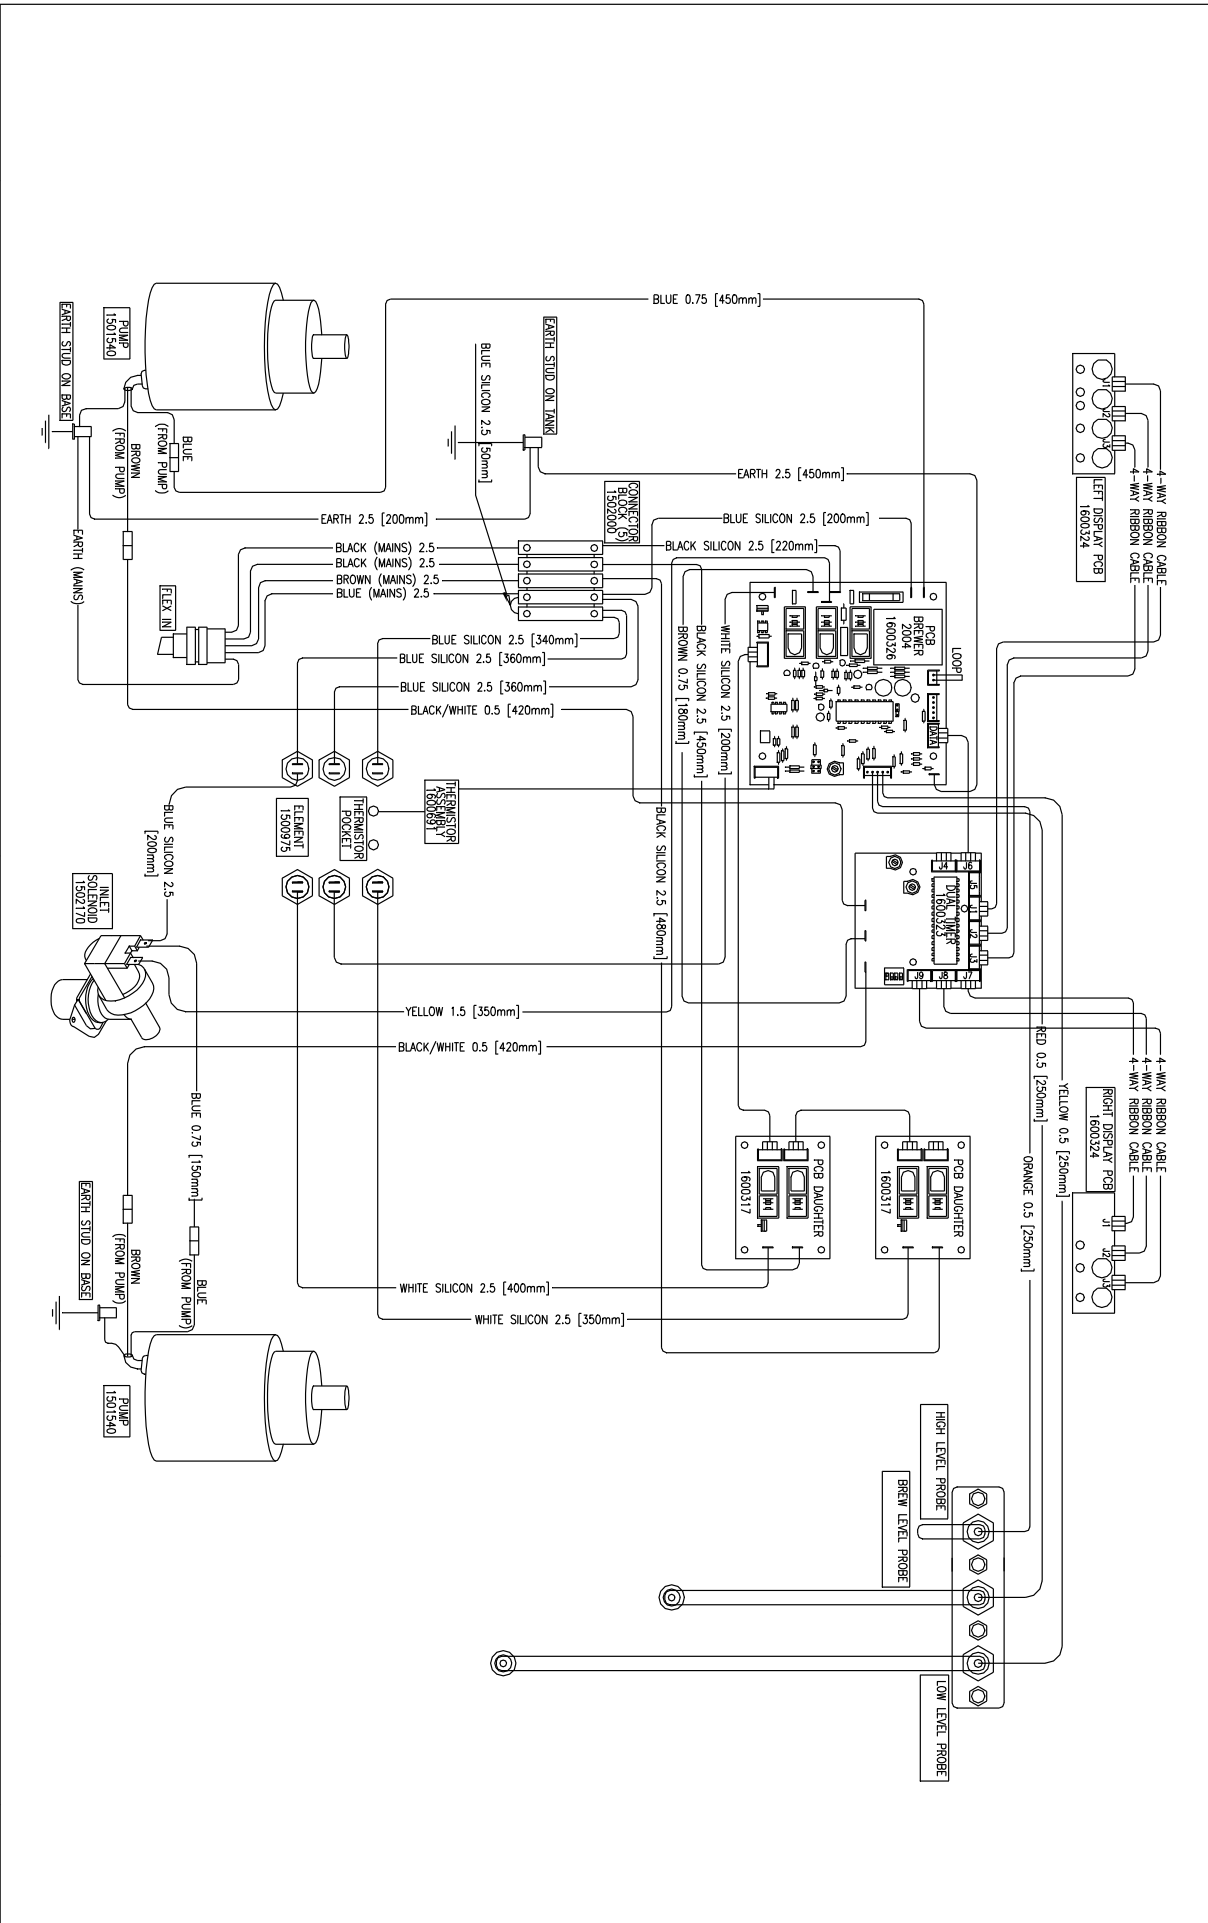 4-WAY RIBBON CABLE
4-WAY RIBBON CABLE
4-WAY RIBBON CABLE
LEFT DISPLAY PCB
1600324
J1
J2
J3
4-WAY RIBBON CABLE
4-WAY RIBBON CABLE
4-WAY RIBBON CABLE
RIGHT DISPLAY PCB
1600324
J1
J2
J3
YELLOW 0.5 [250mm]
RED 0.5 [250mm]
ORANGE 0.5 [250mm]
BLUE 0.75 [450mm]
EARTH 2.5 [450mm]
BLUE SILICON 2.5 [200mm]
BLACK SILICON 2.5 [220mm]
LOOP
PCB
BREWER
2004
1600326
DATA
J4
J6
J5
J1
J2
J3
J7
J8
J9
DUAL TIMER
1600323
PCB DAUGHTER
1600317
PCB DAUGHTER
1600317
HIGH LEVEL PROBE
BREW LEVEL PROBE
LOW LEVEL PROBE
WHITE SILICON 2.5 [200mm]
BLACK SILICON 2.5 [450mm]
BROWN 0.75 [180mm]
BLACK SILICON 2.5 [480mm]
CONNECTOR
BLOCK (5)
1502000
EARTH STUD ON TANK
BLUE SILICON 2.5 [50mm]
EARTH 2.5 [200mm]
BLACK (MAINS) 2.5
BLACK (MAINS) 2.5
BROWN (MAINS) 2.5
BLUE (MAINS) 2.5
BLUE SILICON 2.5 [340mm]
BLUE SILICON 2.5 [360mm]
BLUE SILICON 2.5 [360mm]
BLACK/WHITE 0.5 [420mm]
THERMISTOR
ASSEMBLY
1600691
THERMISTOR
POCKET
ELEMENT
1500975
YELLOW 1.5 [350mm]
BLACK/WHITE 0.5 [420mm]
WHITE SILICON 2.5 [400mm]
WHITE SILICON 2.5 [350mm]
PUMP
1501540
EARTH STUD ON BASE
BLUE
(FROM PUMP)
BROWN
(FROM PUMP)
EARTH (MAINS)
FLEX IN
BLUE SILICON 2.5
[200mm]
INLET
SOLENOID
1502170
BLUE 0.75 [150mm]
BLUE
(FROM PUMP)
BROWN
(FROM PUMP)
EARTH STUD ON BASE
PUMP
1501540